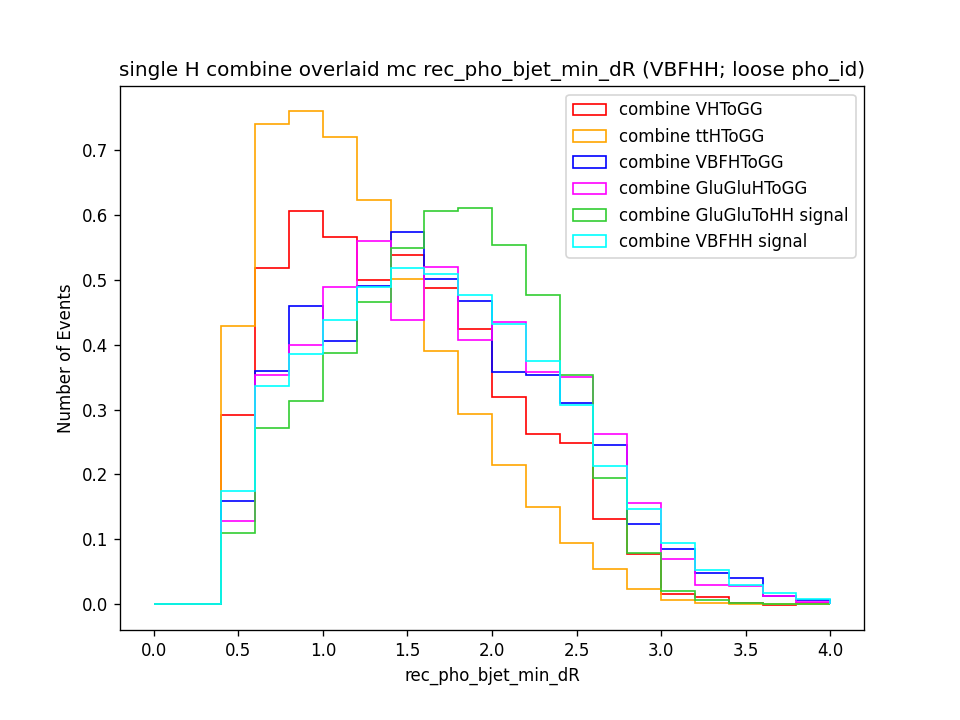 single H combine overlaid mc rec_pho_bjet_min_dR (VBFHH; loose pho_id)
combine VHToGG
combine ttHToGG
combine VBFHToGG
combine GluGluHToGG
combine GluGluToHH signal
combine VBFHH signal
Number of Events
0.7
0.6
0.5
0.4
0.3
0.2
0.1
0.0
0.0 0.5 1.0 1.5 2.0 2.5 3.0 3.5 4.0
rec_pho_bjet_min_dR